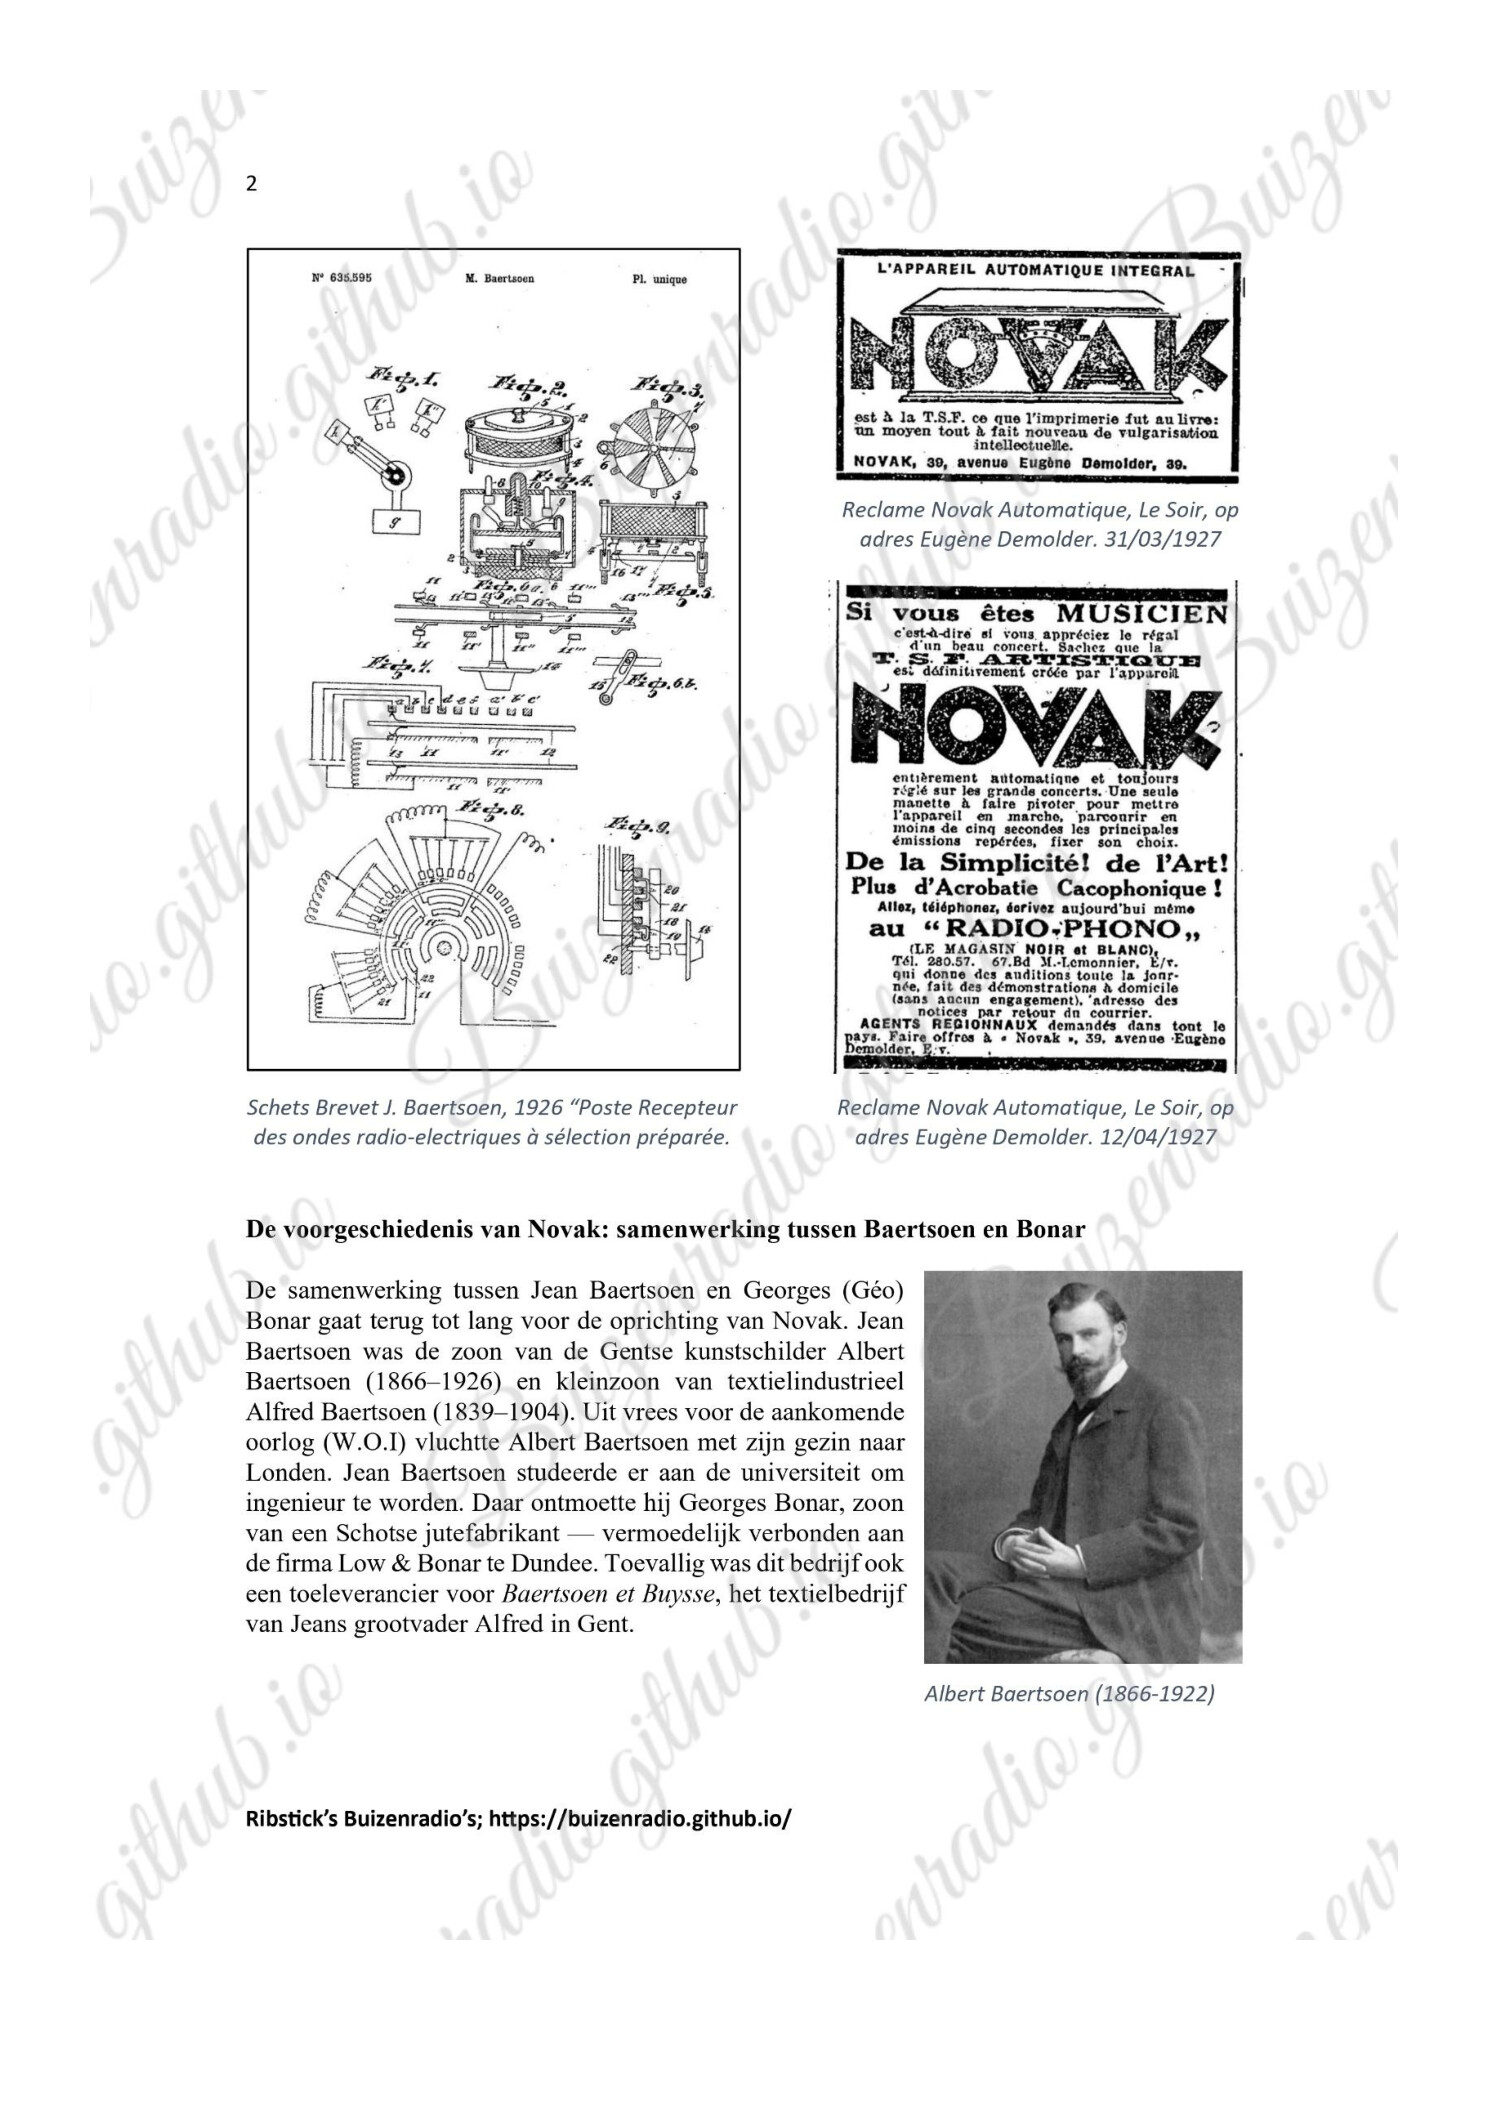 2
Nº 635.595 M. Baertsoen Pl. unique
Fig.1.
Fig.2.
Fig.3.
Fig.4.
Fig.5.
Fig.6a.
Fig.6.b.
Fig.7.
Fig.8.
Fig.9.
L'APPAREIL AUTOMATIQUE INTEGRAL
NOVAK
est à la T.S.F. ce que l'imprimerie fut au livre:
un moyen tout à fait nouveau de vulgarisation
intellectuelle.
NOVAK, 39, avenue Eugène Demolder, 39.
Reclame Novak Automatique, Le Soir, op
adres Eugène Demolder. 31/03/1927
Si vous êtes MUSICIEN
c'est-à-dire si vous appréciez le régal
d'un beau concert. Sachez que la
T. S. F. ARTISTIQUE
est définitivement créée par l'appareil
NOVAK
entièrement automatique et toujours
réglé sur les grands concerts. Une seule
manette à faire pivoter pour mettre
l'appareil en marche, parcourir en
moins de cinq secondes les principales
émissions repérées, fixer son choix.
De la Simplicité! de l'Art!
Plus d'Acrobatie Cacophonique !
Allez, téléphonez, écrivez aujourd'hui même
au “RADIO-PHONO„
(LE MAGASIN NOIR et BLANC),
Tél. 280.57. 67.Bd M.-Lemonnier, E/v.
qui donne des auditions toute la jour-
née, fait des démonstrations à domicile
(sans aucun engagement). adresse des
notices par retour du courrier.
AGENTS REGIONNAUX demandés dans tout le
pays. Faire offres à « Novak », 39, avenue Eugène
Demolder, E.v.
Schets Brevet J. Baertsoen, 1926 “Poste Recepteur
des ondes radio-electriques à sélection préparée.
Reclame Novak Automatique, Le Soir, op
adres Eugène Demolder. 12/04/1927
De voorgeschiedenis van Novak: samenwerking tussen Baertsoen en Bonar
De samenwerking tussen Jean Baertsoen en Georges (Géo)
Bonar gaat terug tot lang voor de oprichting van Novak. Jean
Baertsoen was de zoon van de Gentse kunstschilder Albert
Baertsoen (1866–1926) en kleinzoon van textielindustrieel
Alfred Baertsoen (1839–1904). Uit vrees voor de aankomende
oorlog (W.O.I) vluchtte Albert Baertsoen met zijn gezin naar
Londen. Jean Baertsoen studeerde er aan de universiteit om
ingenieur te worden. Daar ontmoette hij Georges Bonar, zoon
van een Schotse jutefabrikant — vermoedelijk verbonden aan
de firma Low & Bonar te Dundee. Toevallig was dit bedrijf ook
een toeleverancier voor Baertsoen et Buysse, het textielbedrijf
van Jeans grootvader Alfred in Gent.
Albert Baertsoen (1866-1922)
Ribstick’s Buizenradio’s; https://buizenradio.github.io/